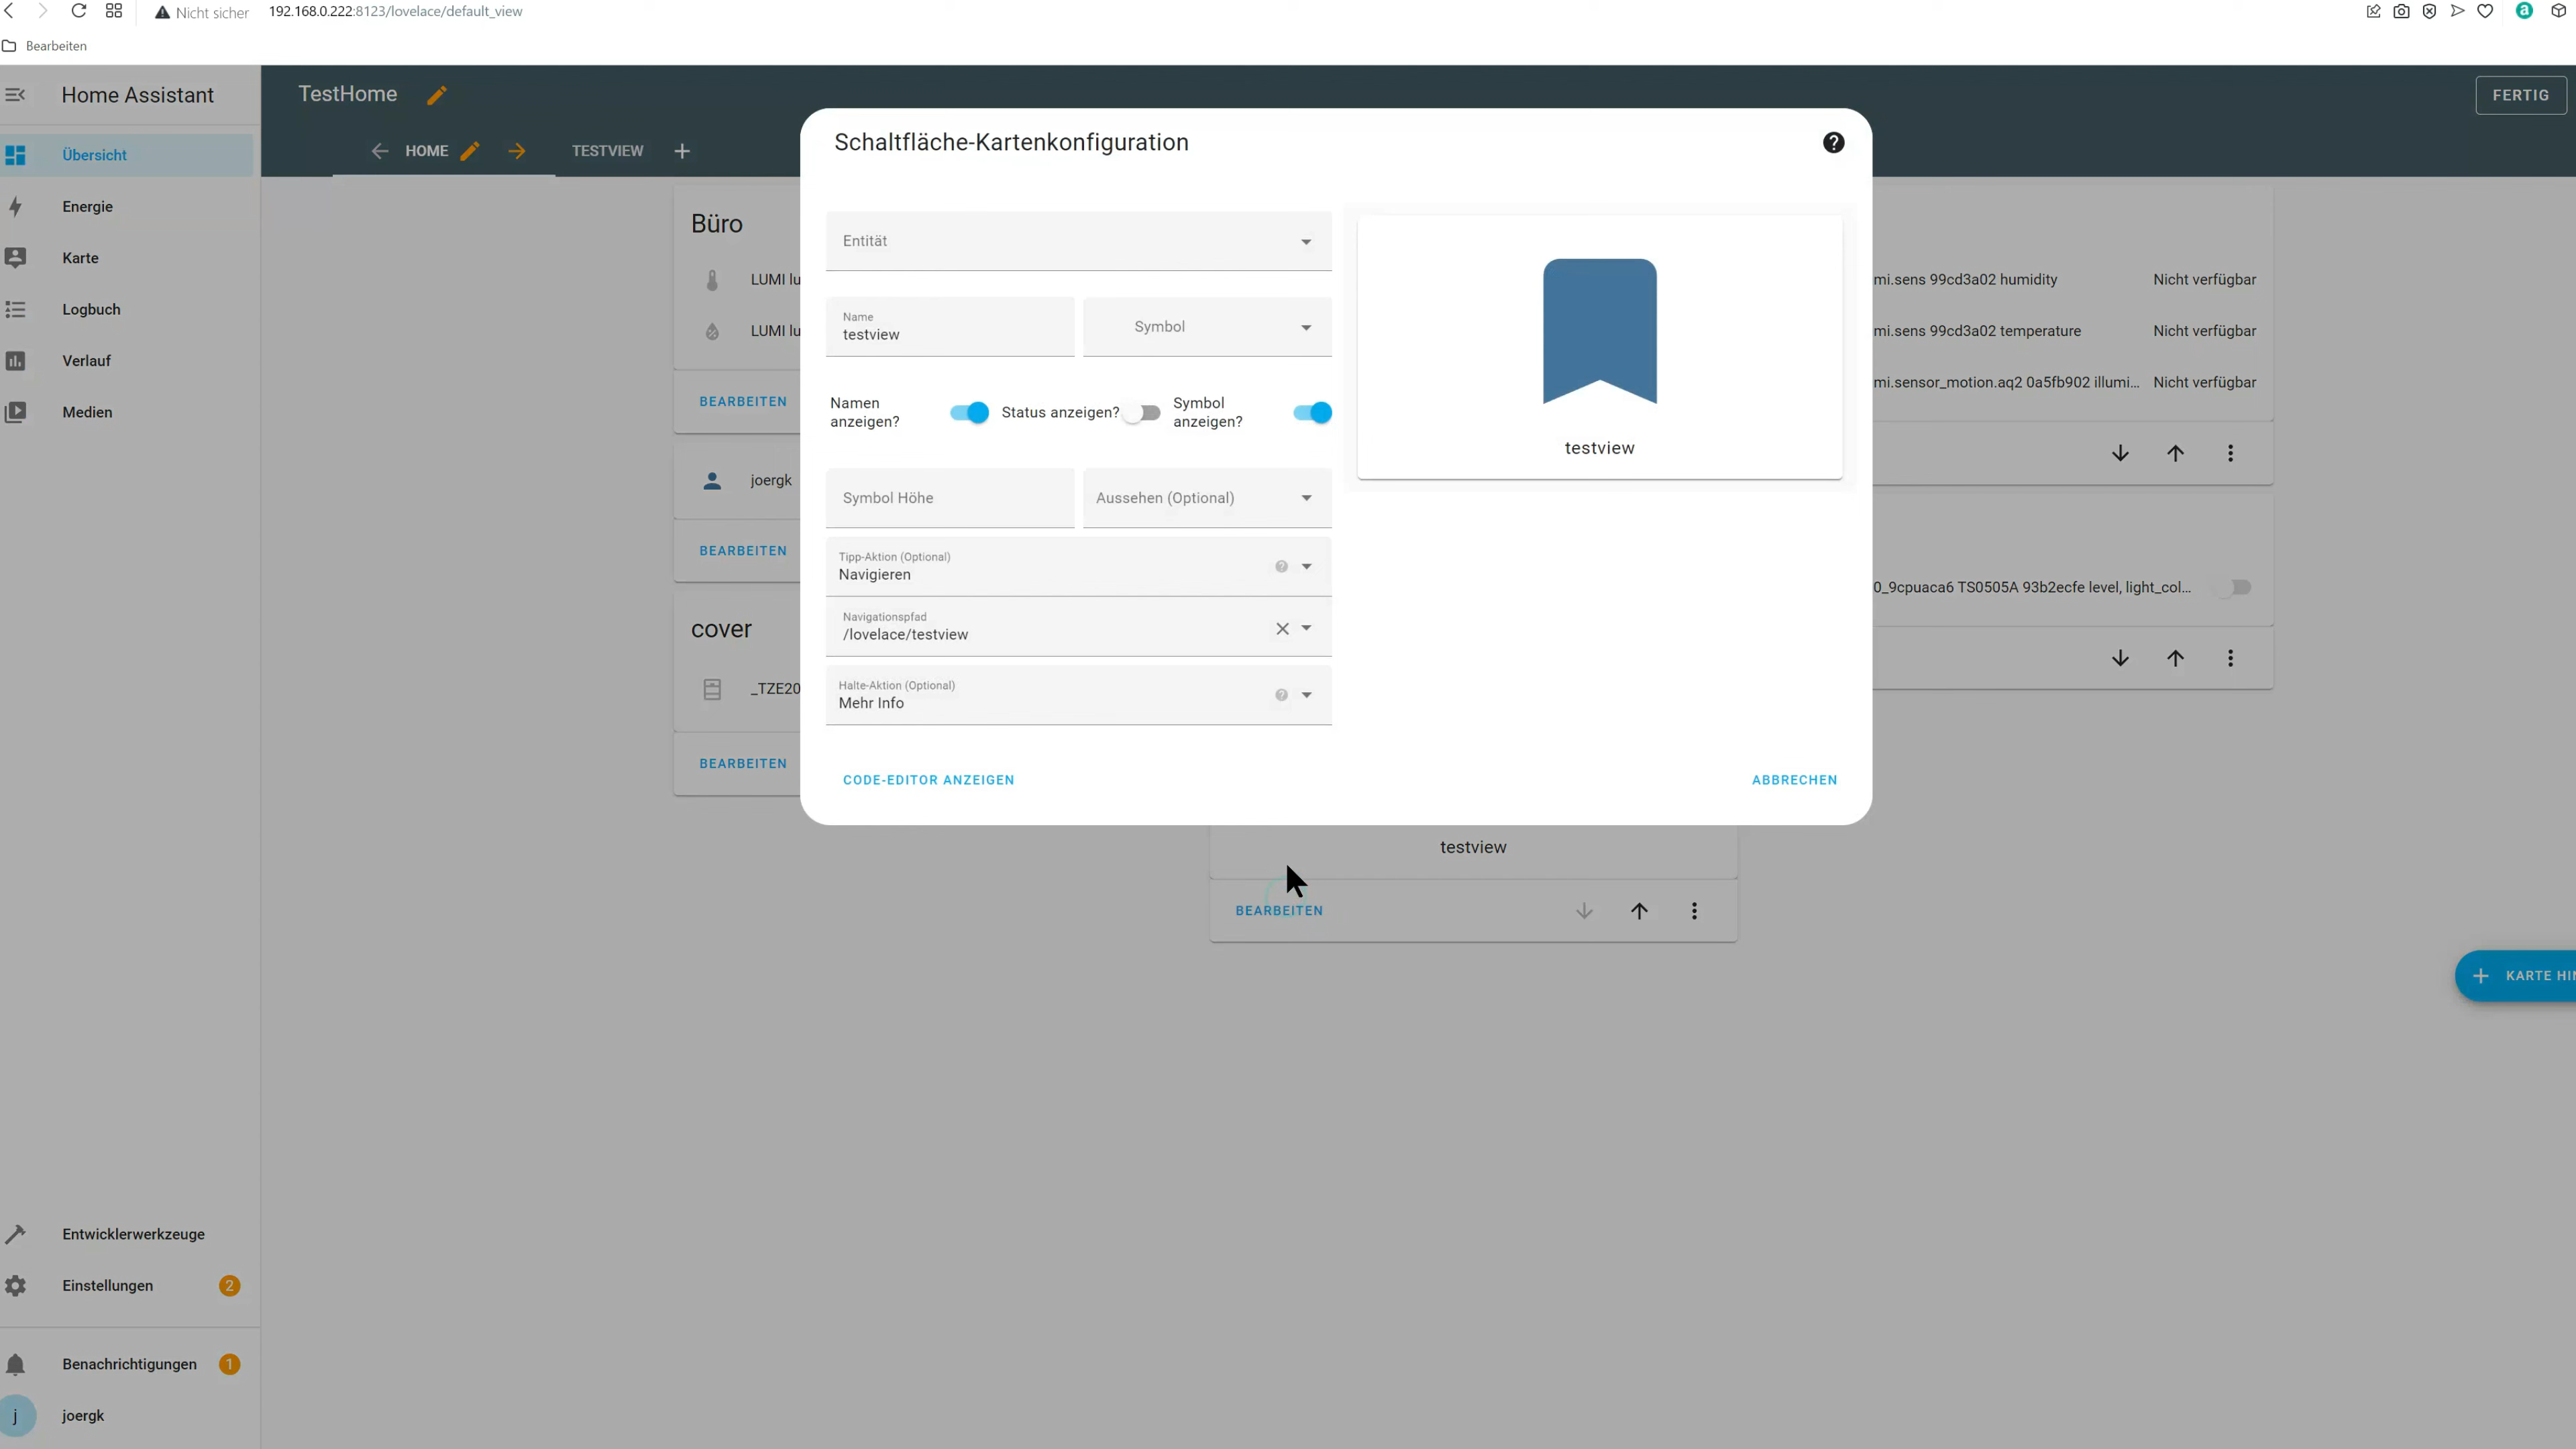 Nicht sicher 192.168.0.222:8123/lovelace/default_view
a
Bearbeiten
Home Assistant
TestHome
FERTIG
HOME
TESTVIEW
Übersicht
Energie
Karte
Logbuch
Verlauf
Medien
Entwicklerwerkzeuge
Einstellungen 2
Benachrichtigungen 1
j joergk
Büro
LUMI lu
LUMI lu
BEARBEITEN
joergk
BEARBEITEN
cover
_TZE20
BEARBEITEN
Schaltfläche-Kartenkonfiguration
Entität
Name
testview
Symbol
Namen
anzeigen?
Status anzeigen?
Symbol
anzeigen?
Symbol Höhe
Aussehen (Optional)
Tipp-Aktion (Optional)
Navigieren
Navigationspfad
/lovelace/testview
Halte-Aktion (Optional)
Mehr Info
testview
CODE-EDITOR ANZEIGEN
ABBRECHEN
testview
BEARBEITEN
mi.sens 99cd3a02 humidity Nicht verfügbar
mi.sens 99cd3a02 temperature Nicht verfügbar
mi.sensor_motion.aq2 0a5fb902 illumi... Nicht verfügbar
0_9cpuaca6 TS0505A 93b2ecfe level, light_col...
KARTE HIN